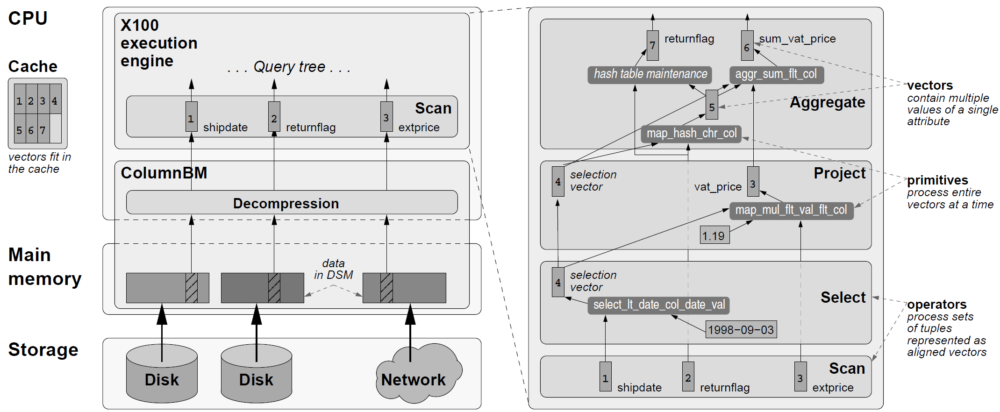 CPU
Cache
1 2 3 4
5 6 7
vectors fit in
the cache
Main
memory
Storage
X100
execution
engine
. . . Query tree . . .
Scan
1
shipdate
2
returnflag
3
extprice
ColumnBM
Decompression
data
in DSM
Disk
Disk
Network
7
returnflag
6
sum_vat_price
hash table maintenance
aggr_sum_flt_col
5
Aggregate
map_hash_chr_col
Project
4
selection
vector
vat_price
3
map_mul_flt_val_flt_col
1.19
4
selection
vector
Select
select_lt_date_col_date_val
1998−09−03
Scan
1
shipdate
2
returnflag
3
extprice
vectors
contain multiple
values of a single
attribute
primitives
process entire
vectors at a time
operators
process sets
of tuples
represented as
aligned vectors